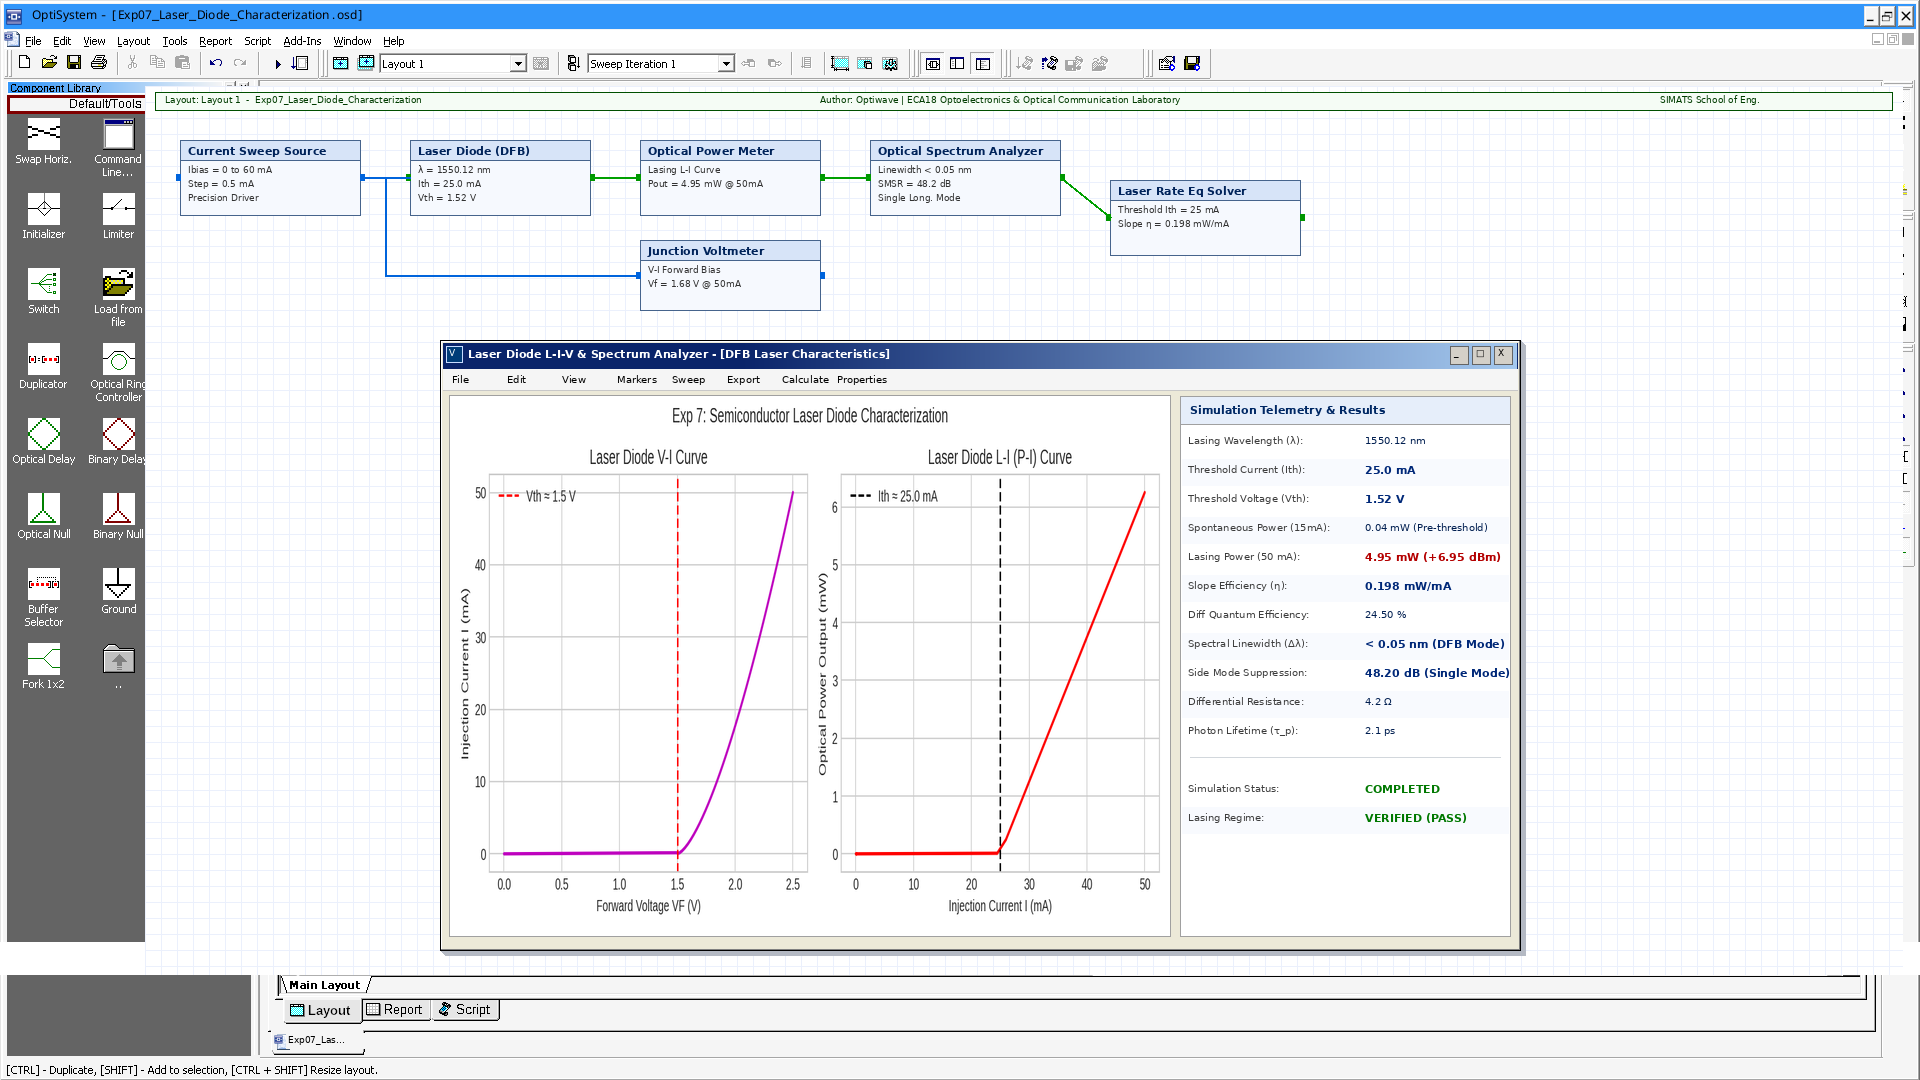 OptiSystem - [Exp07_Laser_Diode_Characterization .osd]
File Edit View Layout Tools Report Script Add-Ins Window Help
Layout 1
Sweep Iteration 1
Component Library
Default/Tools
Swap Horiz.
Command Line...
Initializer
Limiter
Switch
Load from file
Duplicator
Optical Ring Controller
Optical Delay
Binary Delay
Optical Null
Binary Null
Buffer Selector
Ground
Fork 1x2
..
Layout: Layout 1 - Exp07_Laser_Diode_Characterization
Author: Optiwave | ECA18 Optoelectronics & Optical Communication Laboratory
SIMATS School of Eng.
Current Sweep Source
Ibias = 0 to 60 mA
Step = 0.5 mA
Precision Driver
Laser Diode (DFB)
λ = 1550.12 nm
Ith = 25.0 mA
Vth = 1.52 V
Optical Power Meter
Lasing L-I Curve
Pout = 4.95 mW @ 50mA
Optical Spectrum Analyzer
Linewidth < 0.05 nm
SMSR = 48.2 dB
Single Long. Mode
Laser Rate Eq Solver
Threshold Ith = 25 mA
Slope η = 0.198 mW/mA
Junction Voltmeter
V-I Forward Bias
Vf = 1.68 V @ 50mA
V Laser Diode L-I-V & Spectrum Analyzer - [DFB Laser Characteristics]
_ □ X
File Edit View Markers Sweep Export Calculate Properties
Exp 7: Semiconductor Laser Diode Characterization
Laser Diode V-I Curve
Vth ≈ 1.5 V
Injection Current I (mA)
50
40
30
20
10
0
0.0 0.5 1.0 1.5 2.0 2.5
Forward Voltage VF (V)
Laser Diode L-I (P-I) Curve
Ith ≈ 25.0 mA
Optical Power Output (mW)
6
5
4
3
2
1
0
0 10 20 30 40 50
Injection Current I (mA)
Simulation Telemetry & Results
Lasing Wavelength (λ): 1550.12 nm
Threshold Current (Ith): 25.0 mA
Threshold Voltage (Vth): 1.52 V
Spontaneous Power (15mA): 0.04 mW (Pre-threshold)
Lasing Power (50 mA): 4.95 mW (+6.95 dBm)
Slope Efficiency (η): 0.198 mW/mA
Diff Quantum Efficiency: 24.50 %
Spectral Linewidth (Δλ): < 0.05 nm (DFB Mode)
Side Mode Suppression: 48.20 dB (Single Mode)
Differential Resistance: 4.2 Ω
Photon Lifetime (τ_p): 2.1 ps
Simulation Status: COMPLETED
Lasing Regime: VERIFIED (PASS)
Main Layout
Layout Report Script
Exp07_Las...
[CTRL] - Duplicate, [SHIFT] - Add to selection, [CTRL + SHIFT] Resize layout.